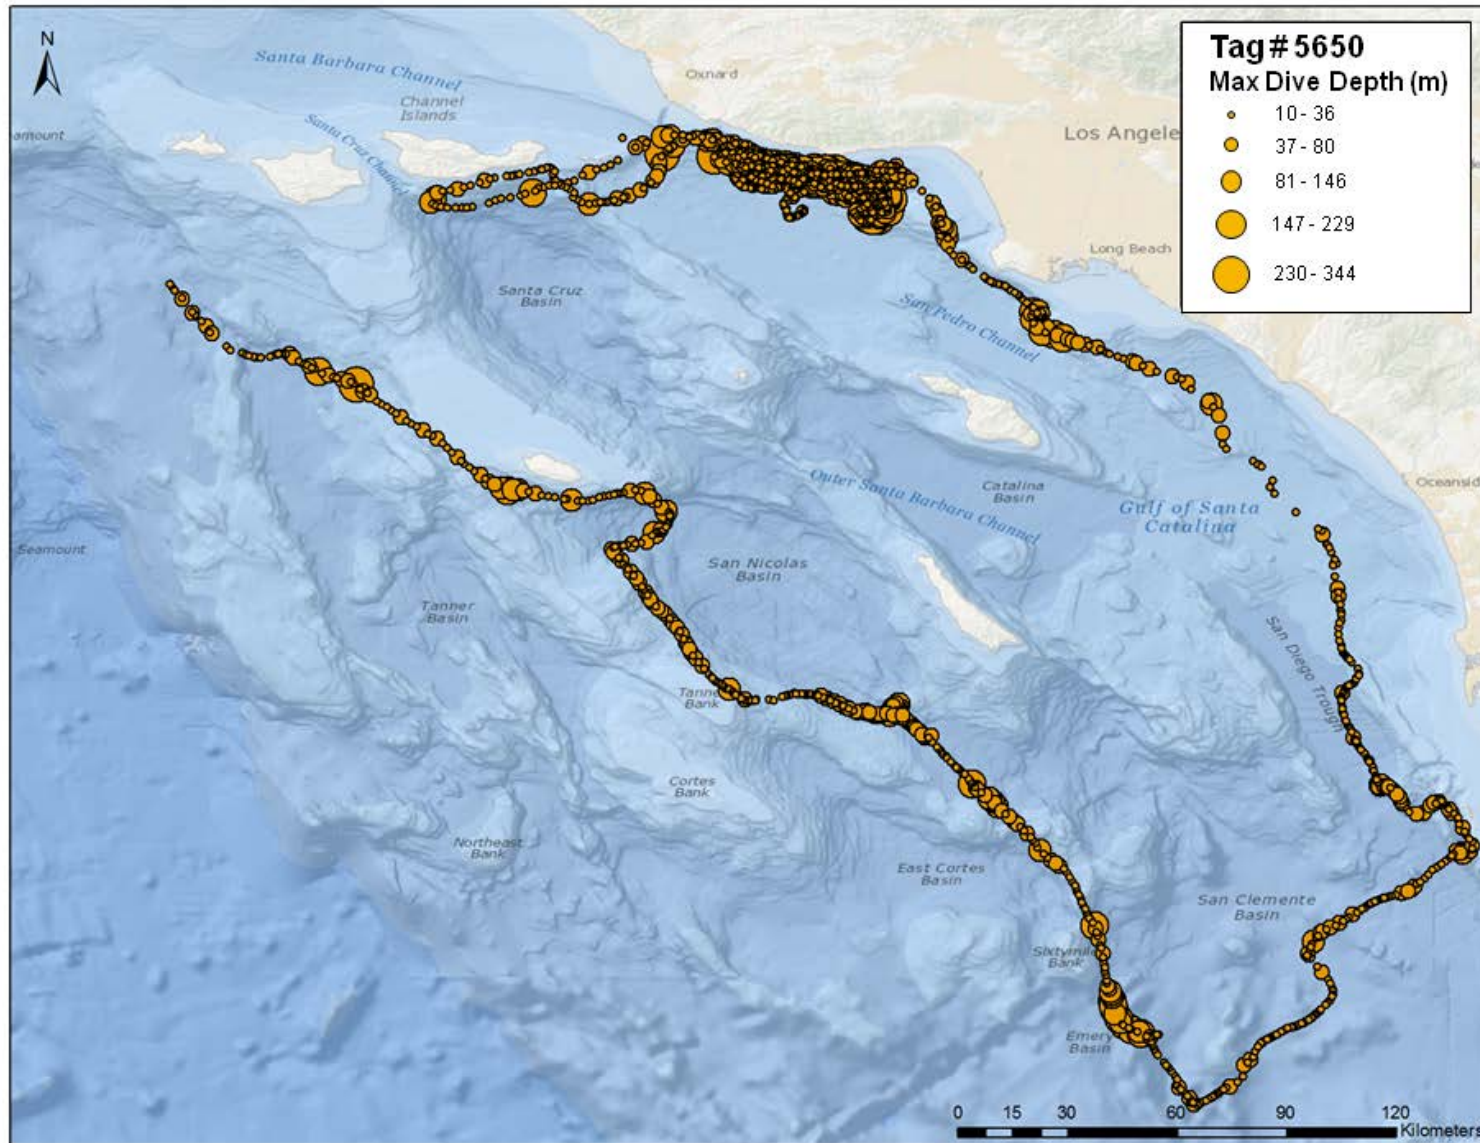 N
Santa Barbara Channel
Channel
Islands
Santa Cruz Channel
Oxnard
Los Angele
Long Beach
amount
Santa Cruz
Basin
San Pedro Channel
Outer Santa Barbara Channel
Catalina
Basin
Gulf of Santa
Catalina
Oceansid
Seamount
San Nicolas
Basin
Tanner
Basin
San Diego Trough
Tanne
Bank
Cortes
Bank
Northeast
Bank
East Cortes
Basin
San Clemente
Basin
Sixtymile
Bank
Emery
Basin
Tag#5650
Max Dive Depth (m)
10-36
37-80
81-146
147-229
230-344
0 15 30 60 90 120
Kilometers